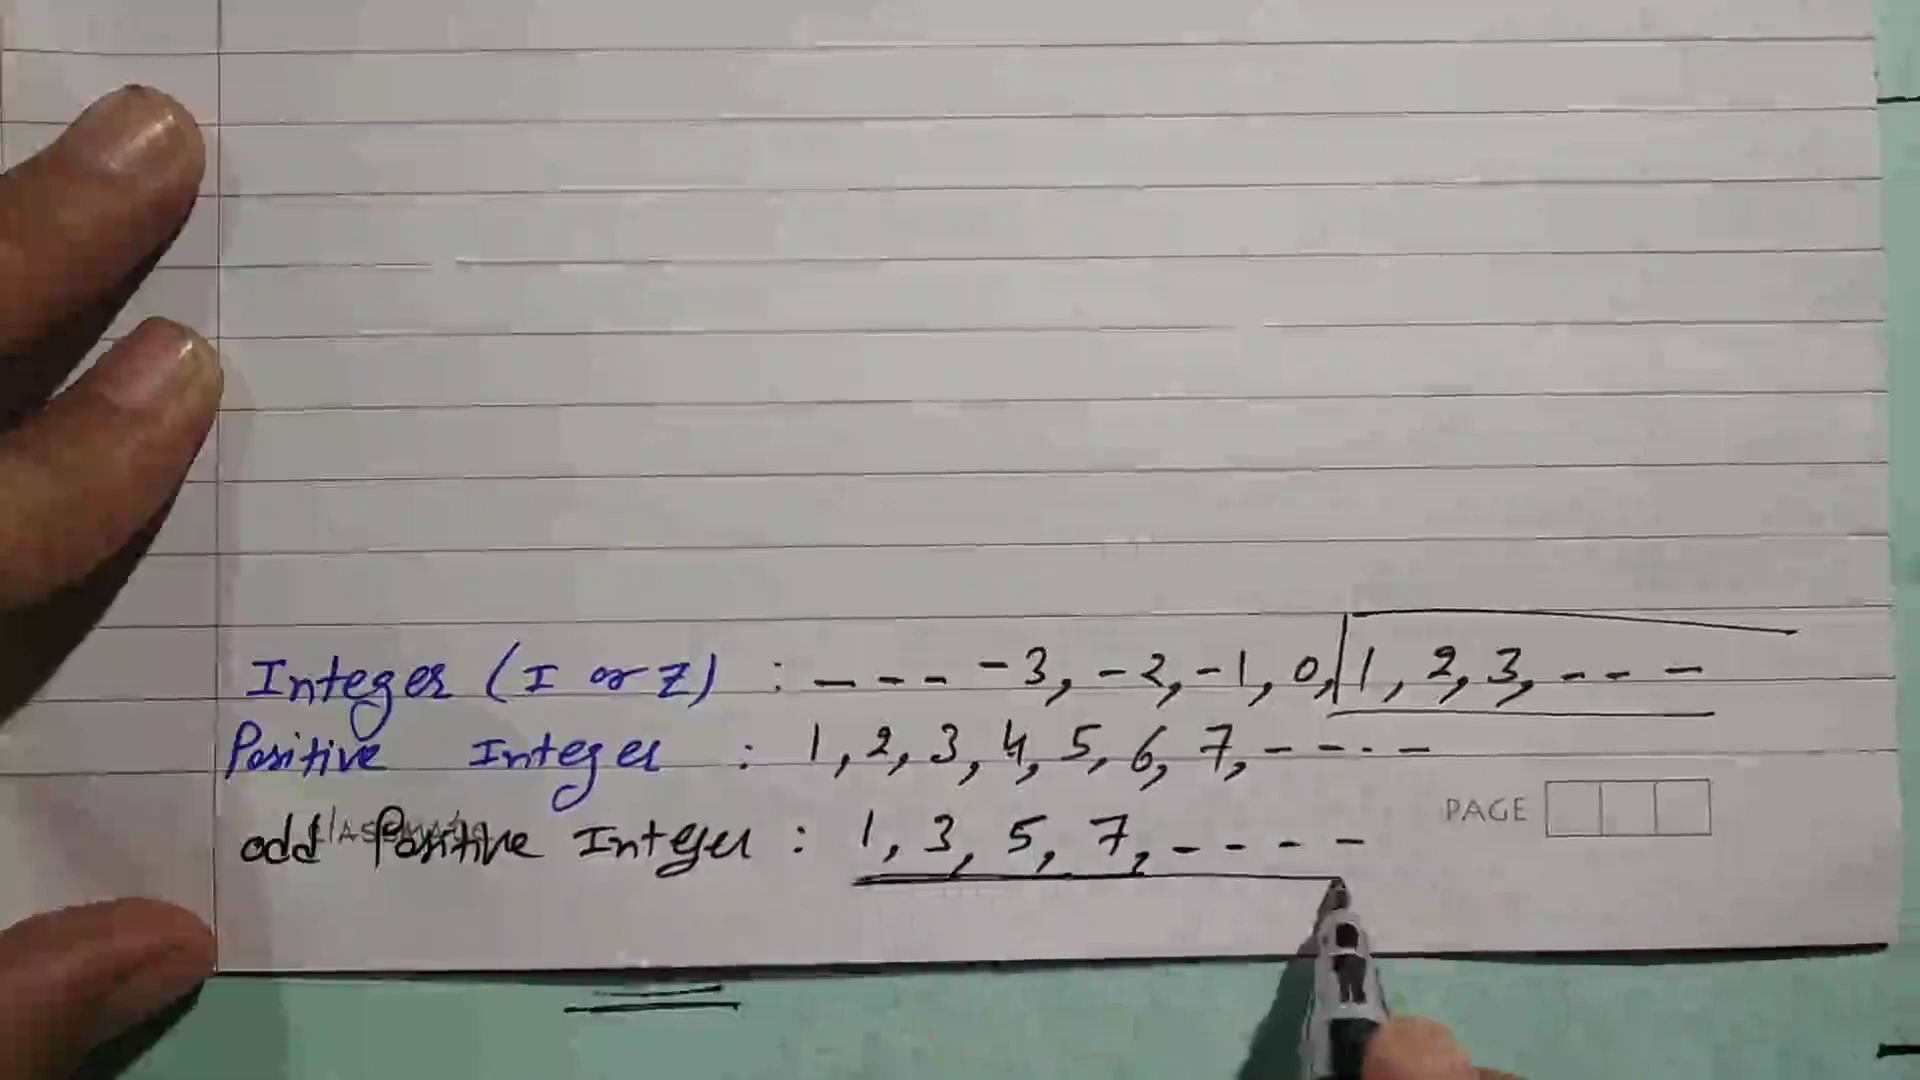 Integer (I or Z) : - - - -3, -2, -1, 0, 1, 2, 3, - - -
Positive Integer : 1, 2, 3, 4, 5, 6, 7, - - - -
odd Positive Integer : 1, 3, 5, 7, - - - -
PAGE